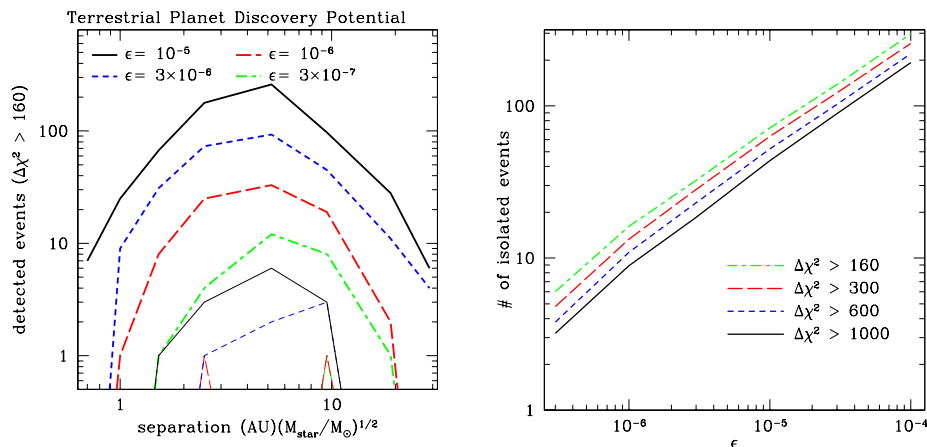 Terrestrial Planet Discovery Potential
ϵ= 10⁻⁵
ϵ= 10⁻⁶
ϵ= 3×10⁻⁶
ϵ= 3×10⁻⁷
detected events (Δχ² > 160)
100
10
1
1
10
separation (AU)(M_star/M_⊙)^1/2
# of isolated events
100
10
1
Δχ² > 160
Δχ² > 300
Δχ² > 600
Δχ² > 1000
10⁻⁶
10⁻⁵
10⁻⁴
ϵ